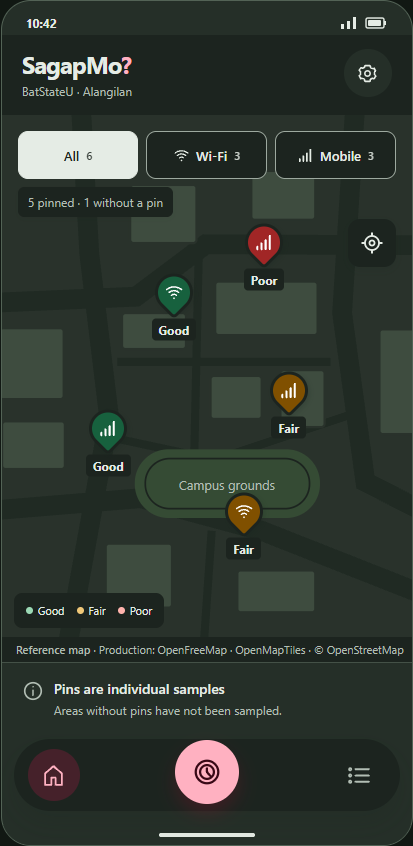 10:42
SagapMo?
BatStateU · Alangilan
All 6
Wi-Fi 3
Mobile 3
5 pinned · 1 without a pin
Poor
Good
Fair
Good
Campus grounds
Fair
Good
Fair
Poor
Reference map · Production: OpenFreeMap · OpenMapTiles · © OpenStreetMap
Pins are individual samples
Areas without pins have not been sampled.